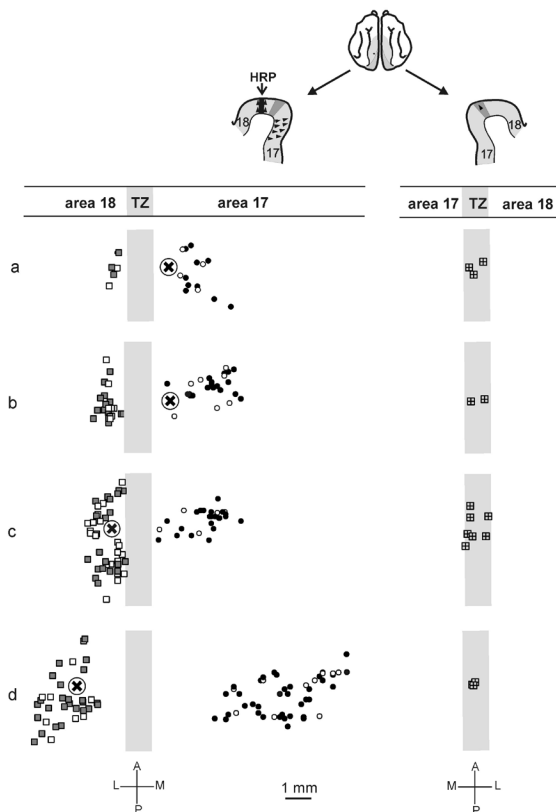 HRP
18
17
18
17
area 18 TZ area 17
area 17 TZ area 18
a
b
c
d
A
L M
P
1 mm
A
M L
P